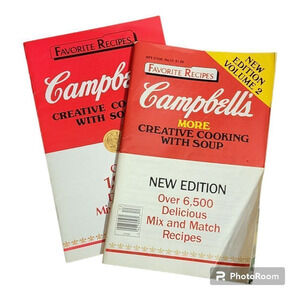 FAVORITE RECIPES
Campbell's
CREATIVE COOKING
WITH SOUP
FAVORITE RECIPES
NEW
EDITION
VOLUME 2
Campbell's
MORE
CREATIVE COOKING
WITH SOUP
NEW EDITION
Over 6,500
Delicious
Mix and Match
Recipes
PhotoRoom